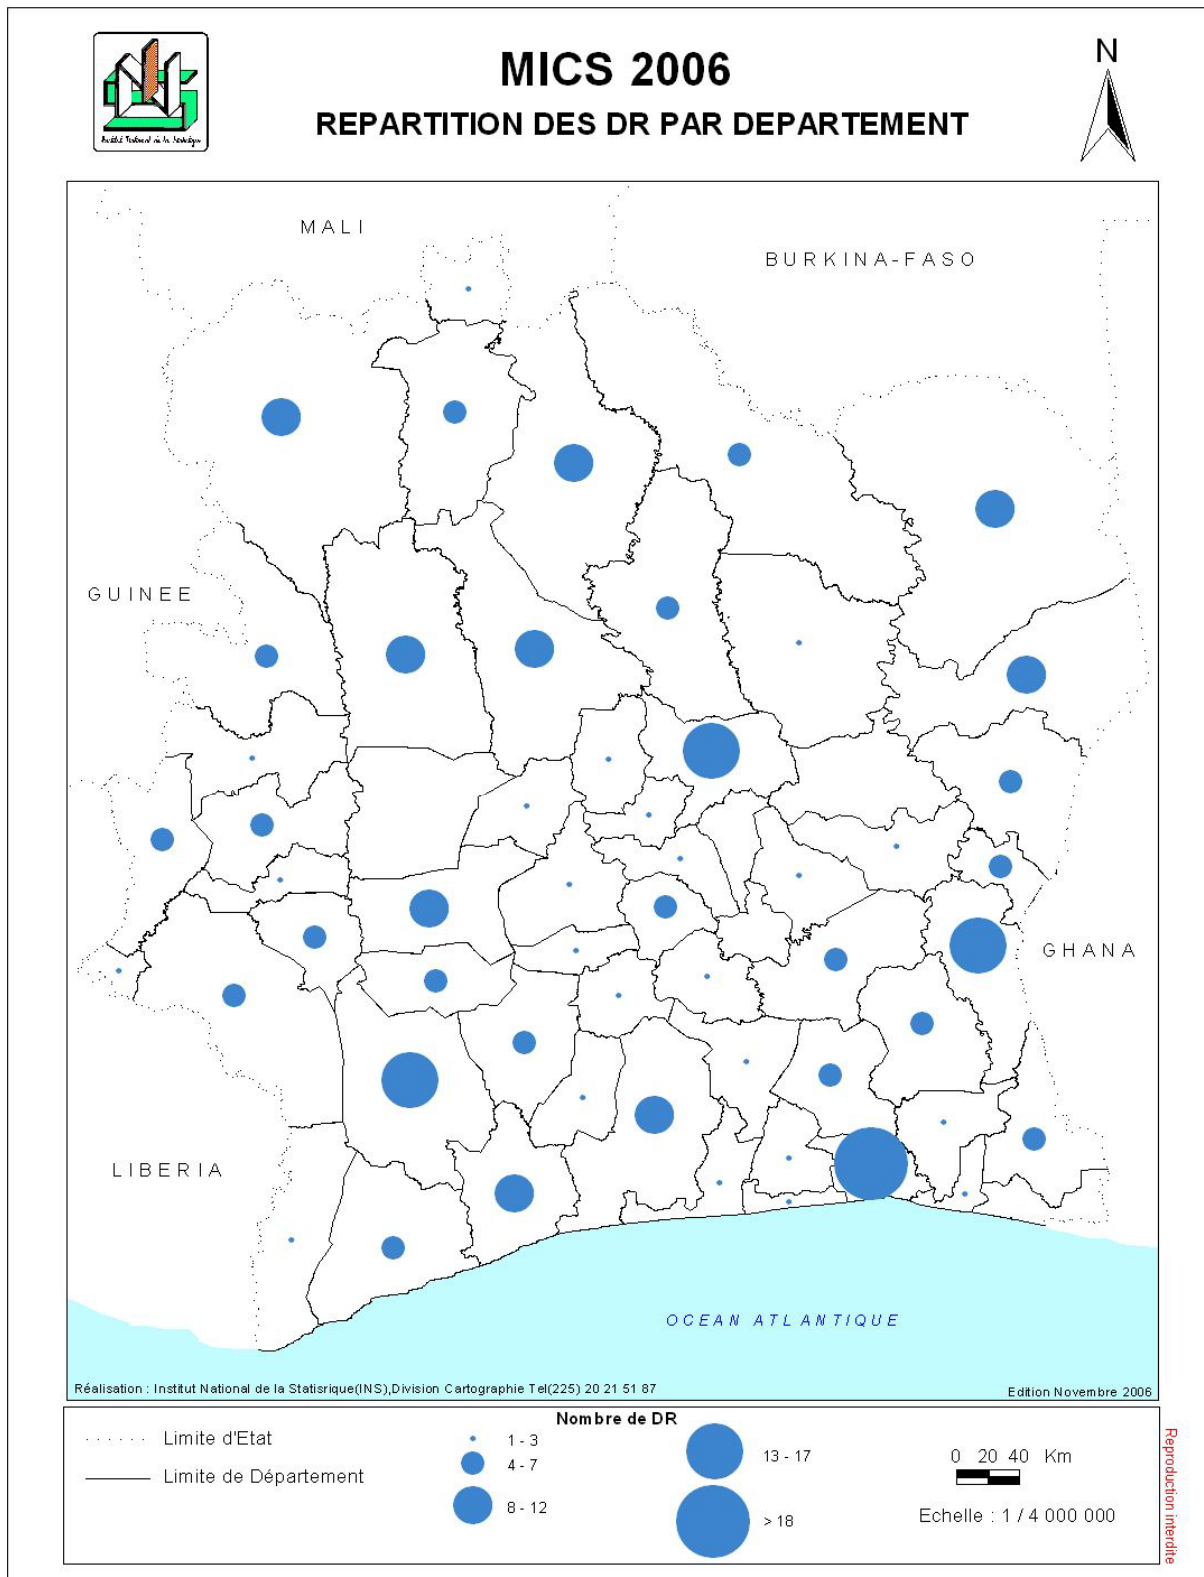 MICS 2006
REPARTITION DES DR PAR DEPARTEMENT
N
MALI
BURKINA-FASO
GUINEE
GHANA
LIBERIA
OCEAN ATLANTIQUE
Réalisation : Institut National de la Statisrique(INS),Division Cartographie Tel(225) 20 21 51 87
Edition Novembre 2006
Nombre de DR
Limite d'Etat
Limite de Département
1 - 3
4 - 7
8 - 12
13 - 17
> 18
0 20 40 Km
Echelle : 1 / 4 000 000
Reproduction interdite